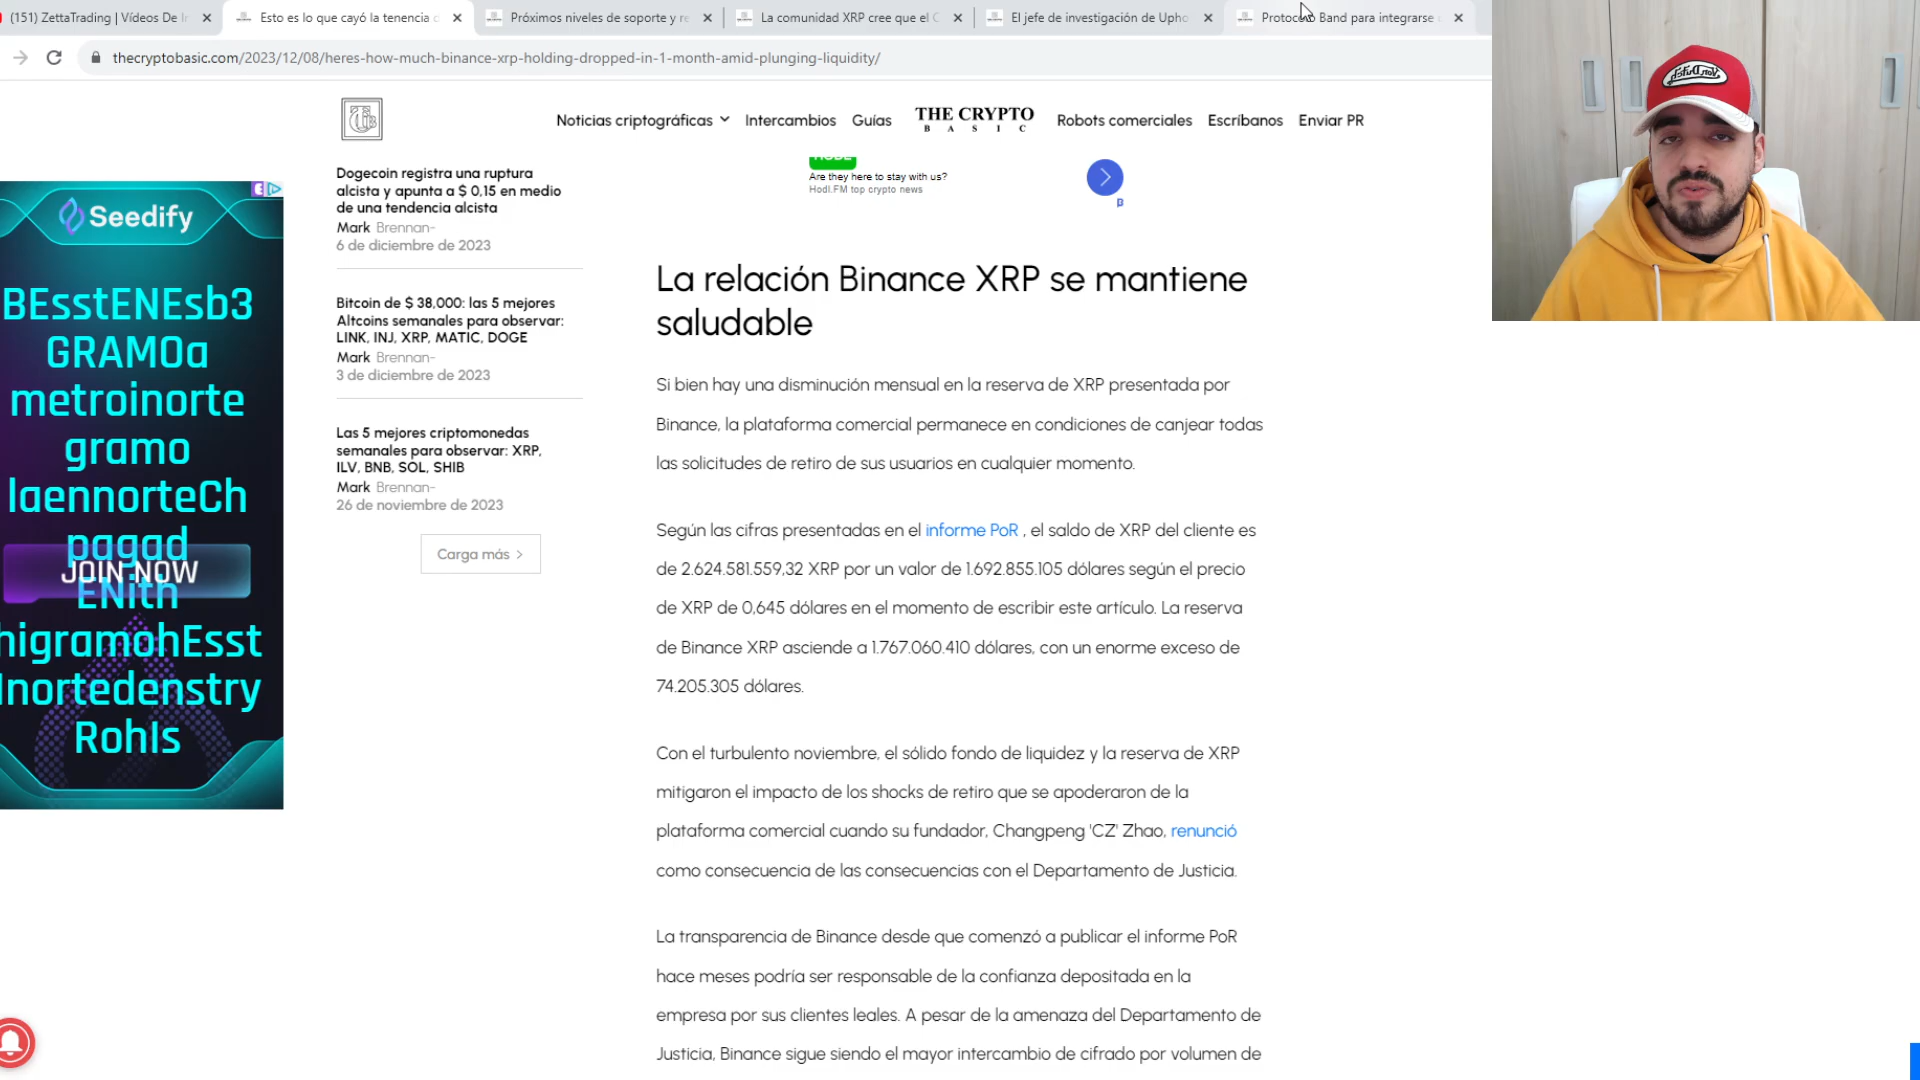 (151) ZettaTrading | Vídeos De In
Esto es lo que cayó la tenencia d
Próximos niveles de soporte y re
La comunidad XRP cree que el C
El jefe de investigación de Upho
Protocolo Band para integrarse c
thecryptobasic.com/2023/12/08/heres-how-much-binance-xrp-holding-dropped-in-1-month-amid-plunging-liquidity/
Noticias criptográficas
Intercambios
Guías
THE CRYPTO
BASIC
Robots comerciales
Escríbanos
Enviar PR
Dogecoin registra una ruptura
alcista y apunta a $ 0,15 en medio
de una tendencia alcista
Mark Brennan-
6 de diciembre de 2023
Bitcoin de $ 38,000: las 5 mejores
Altcoins semanales para observar:
LINK, INJ, XRP, MATIC, DOGE
Mark Brennan-
3 de diciembre de 2023
Las 5 mejores criptomonedas
semanales para observar: XRP,
ILV, BNB, SOL, SHIB
Mark Brennan-
26 de noviembre de 2023
Carga más
Seedify
BEsstENEsb3
GRAMOa
metroinorte
gramo
laennorteCh
pagad
JOIN NOW
ENith
higramohEsst
Inortedenstry
RohIs
HODL
Are they here to stay with us?
Hodl.FM top crypto news
La relación Binance XRP se mantiene
saludable
Si bien hay una disminución mensual en la reserva de XRP presentada por
Binance, la plataforma comercial permanece en condiciones de canjear todas
las solicitudes de retiro de sus usuarios en cualquier momento.
Según las cifras presentadas en el informe PoR , el saldo de XRP del cliente es
de 2.624.581.559,32 XRP por un valor de 1.692.855.105 dólares según el precio
de XRP de 0,645 dólares en el momento de escribir este artículo. La reserva
de Binance XRP asciende a 1.767.060.410 dólares, con un enorme exceso de
74.205.305 dólares.
Con el turbulento noviembre, el sólido fondo de liquidez y la reserva de XRP
mitigaron el impacto de los shocks de retiro que se apoderaron de la
plataforma comercial cuando su fundador, Changpeng 'CZ' Zhao, renunció
como consecuencia de las consecuencias con el Departamento de Justicia.
La transparencia de Binance desde que comenzó a publicar el informe PoR
hace meses podría ser responsable de la confianza depositada en la
empresa por sus clientes leales. A pesar de la amenaza del Departamento de
Justicia, Binance sigue siendo el mayor intercambio de cifrado por volumen de
Von Dutch